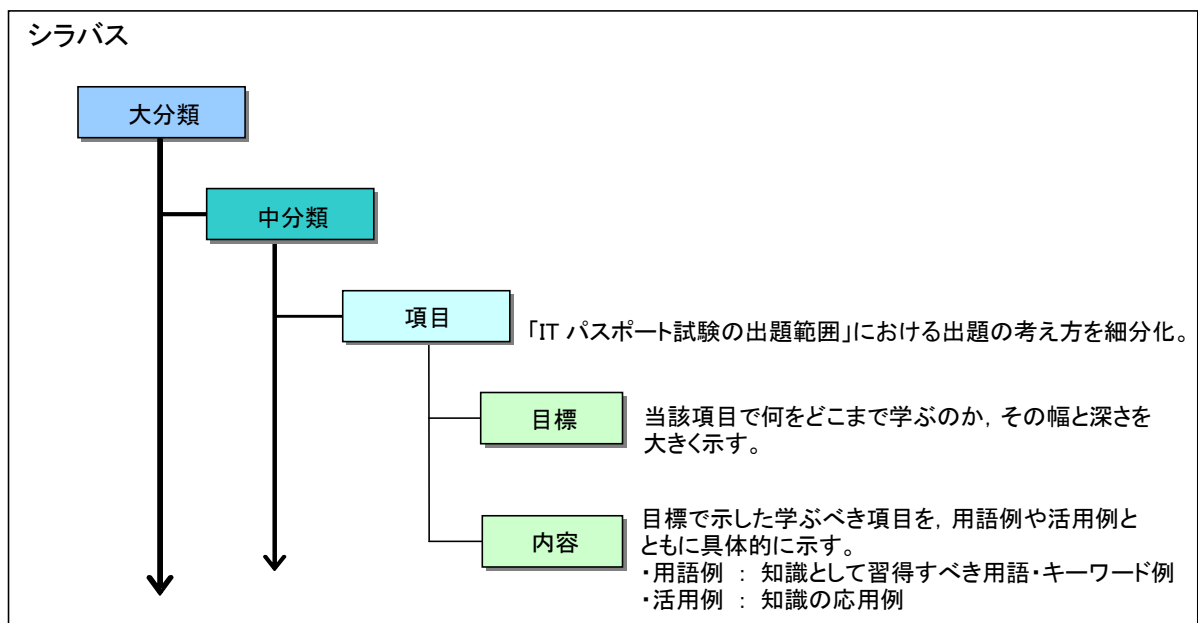 シラバス
大分類
中分類
項目
「IT パスポート試験の出題範囲」における出題の考え方を細分化。
目標
当該項目で何をどこまで学ぶのか，その幅と深さを
大きく示す。
内容
目標で示した学ぶべき項目を，用語例や活用例と
ともに具体的に示す。
・用語例 ： 知識として習得すべき用語・キーワード例
・活用例 ： 知識の応用例